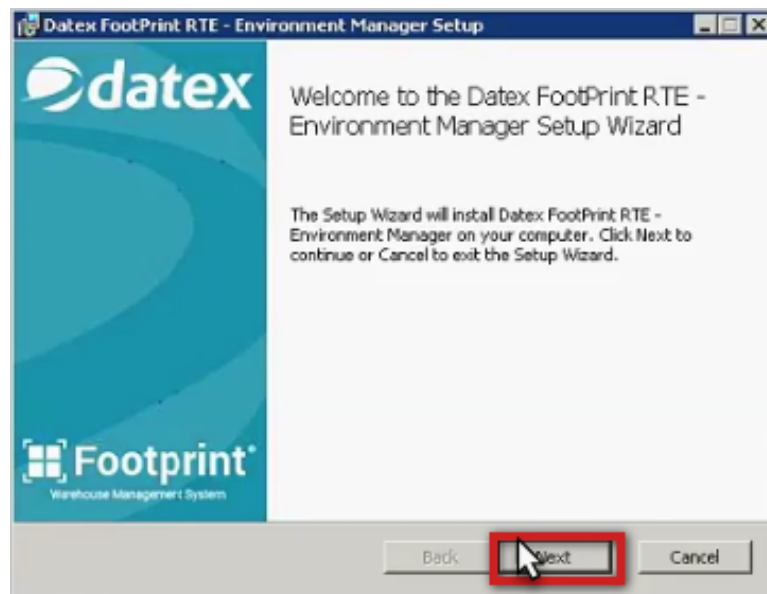 Datex FootPrint RTE - Environment Manager Setup
datex
Welcome to the Datex FootPrint RTE -
Environment Manager Setup Wizard
The Setup Wizard will install Datex FootPrint RTE -
Environment Manager on your computer. Click Next to
continue or Cancel to exit the Setup Wizard.
Footprint
Warehouse Management System
Back
Next
Cancel